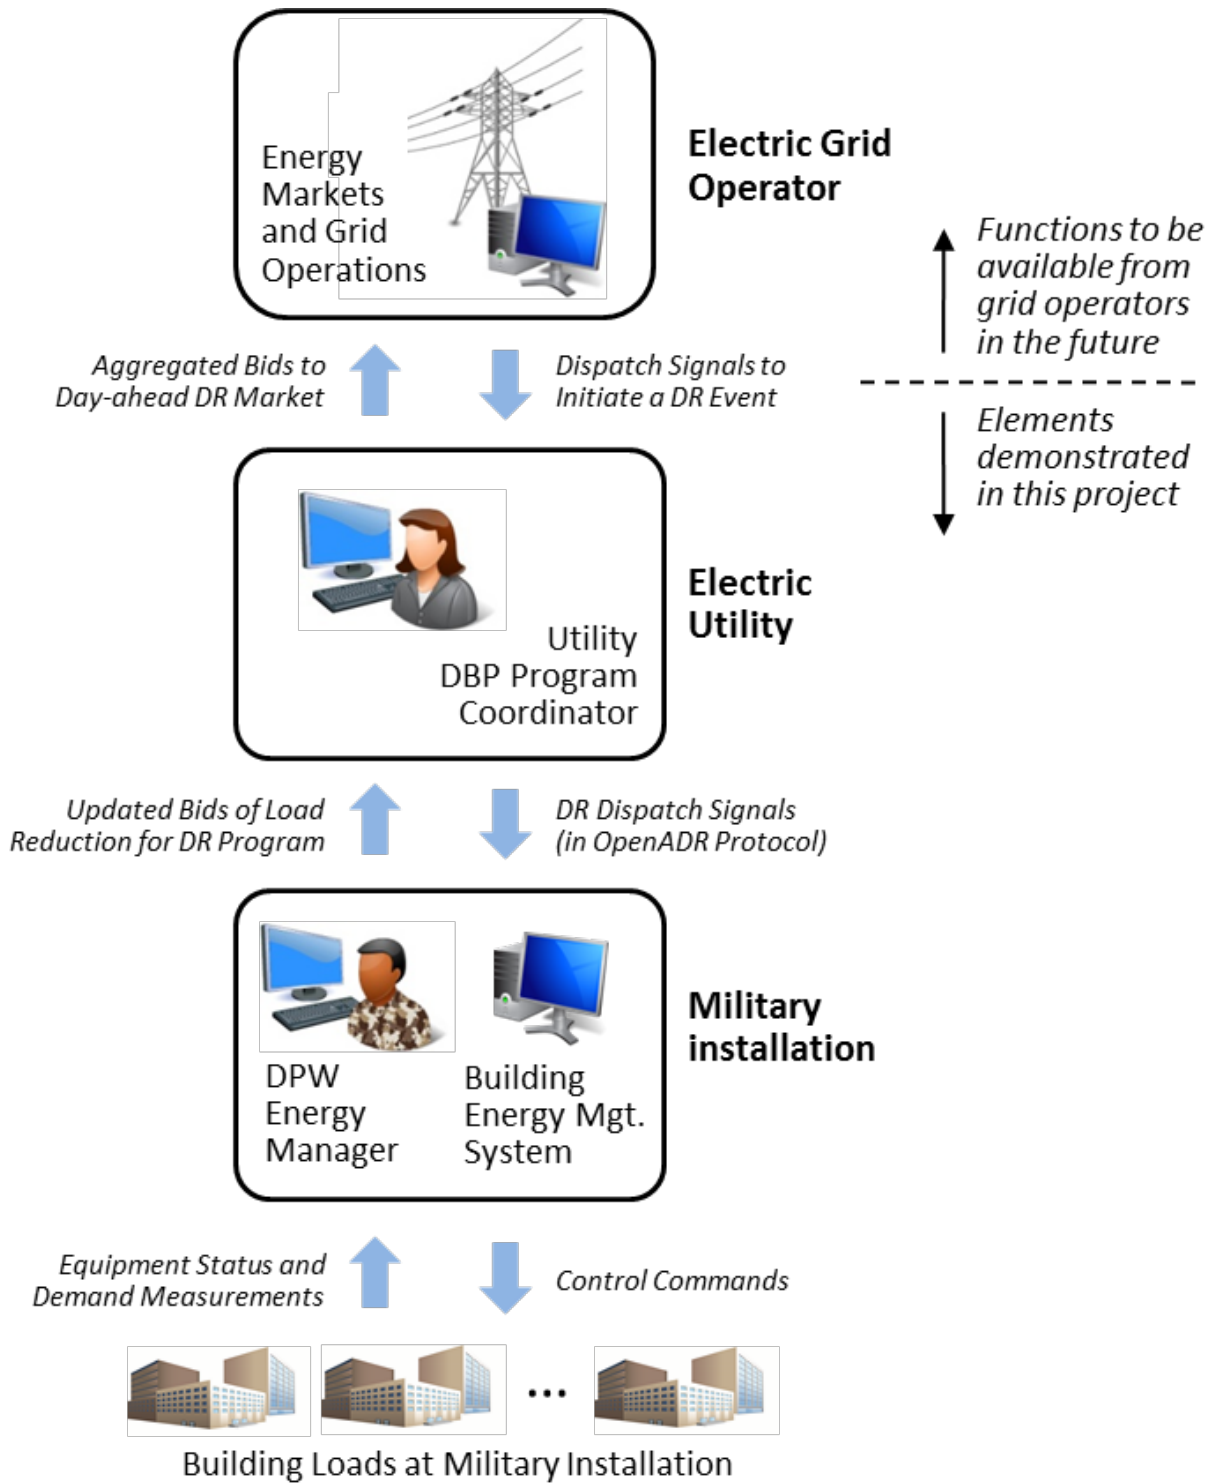 Energy
Markets
and Grid
Operations
Electric Grid
Operator
Functions to be
available from
grid operators
in the future
Aggregated Bids to
Day-ahead DR Market
Dispatch Signals to
Initiate a DR Event
Elements
demonstrated
in this project
Utility
DBP Program
Coordinator
Electric
Utility
Updated Bids of Load
Reduction for DR Program
DR Dispatch Signals
(in OpenADR Protocol)
DPW
Energy
Manager
Building
Energy Mgt.
System
Military
installation
Equipment Status and
Demand Measurements
Control Commands
...
Building Loads at Military Installation